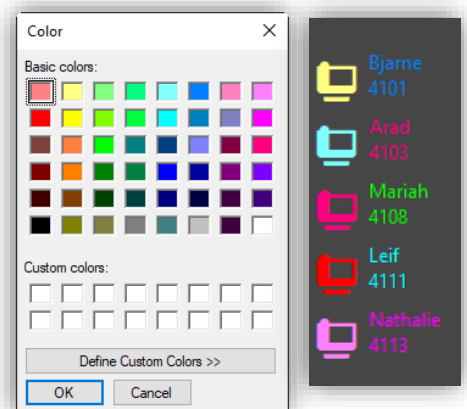 Color
Basic colors:
Custom colors:
Define Custom Colors >>
OK
Cancel
Bjarne
4101
Arad
4103
Mariah
4108
Leif
4111
Nathalie
4113